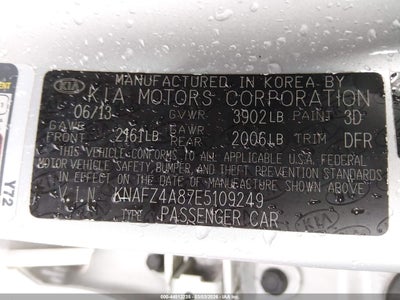 MANUFACTURED IN KOREA BY
KIA KIA MOTORS CORPORATION
06/13 GVWR 3902LB PAINT 3D
GAWR FRONT 2161LB GAWR REAR 2006LB TRIM DFR
THIS VEHICLE CONFORMS TO ALL APPLICABLE U.S.A. FEDERAL
MOTOR VEHICLE SAFETY, BUMPER, AND THEFT PREVENTION
STANDARDS IN EFFECT ON THE DATE OF MANUFACTURE SHOWN ABOVE.
V.I.N. KNAFZ4A87E5109249
TYPE: PASSENGER CAR
Y72